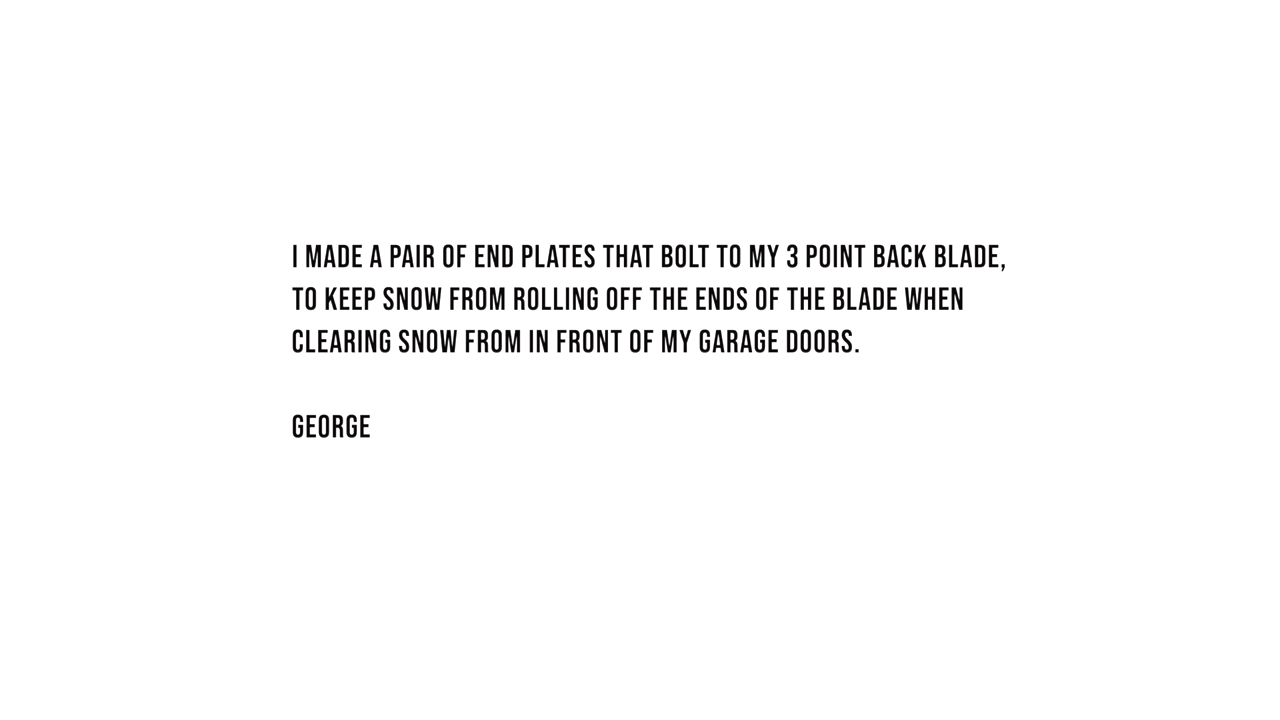 I MADE A PAIR OF END PLATES THAT BOLT TO MY 3 POINT BACK BLADE,
TO KEEP SNOW FROM ROLLING OFF THE ENDS OF THE BLADE WHEN
CLEARING SNOW FROM IN FRONT OF MY GARAGE DOORS.
GEORGE